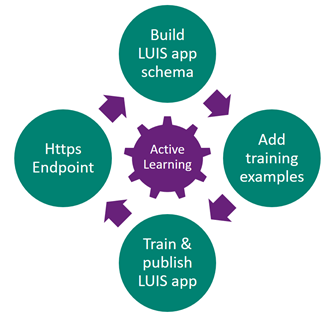 Build
LUIS app
schema
Add
training
examples
Train &
publish
LUIS app
Https
Endpoint
Active
Learning